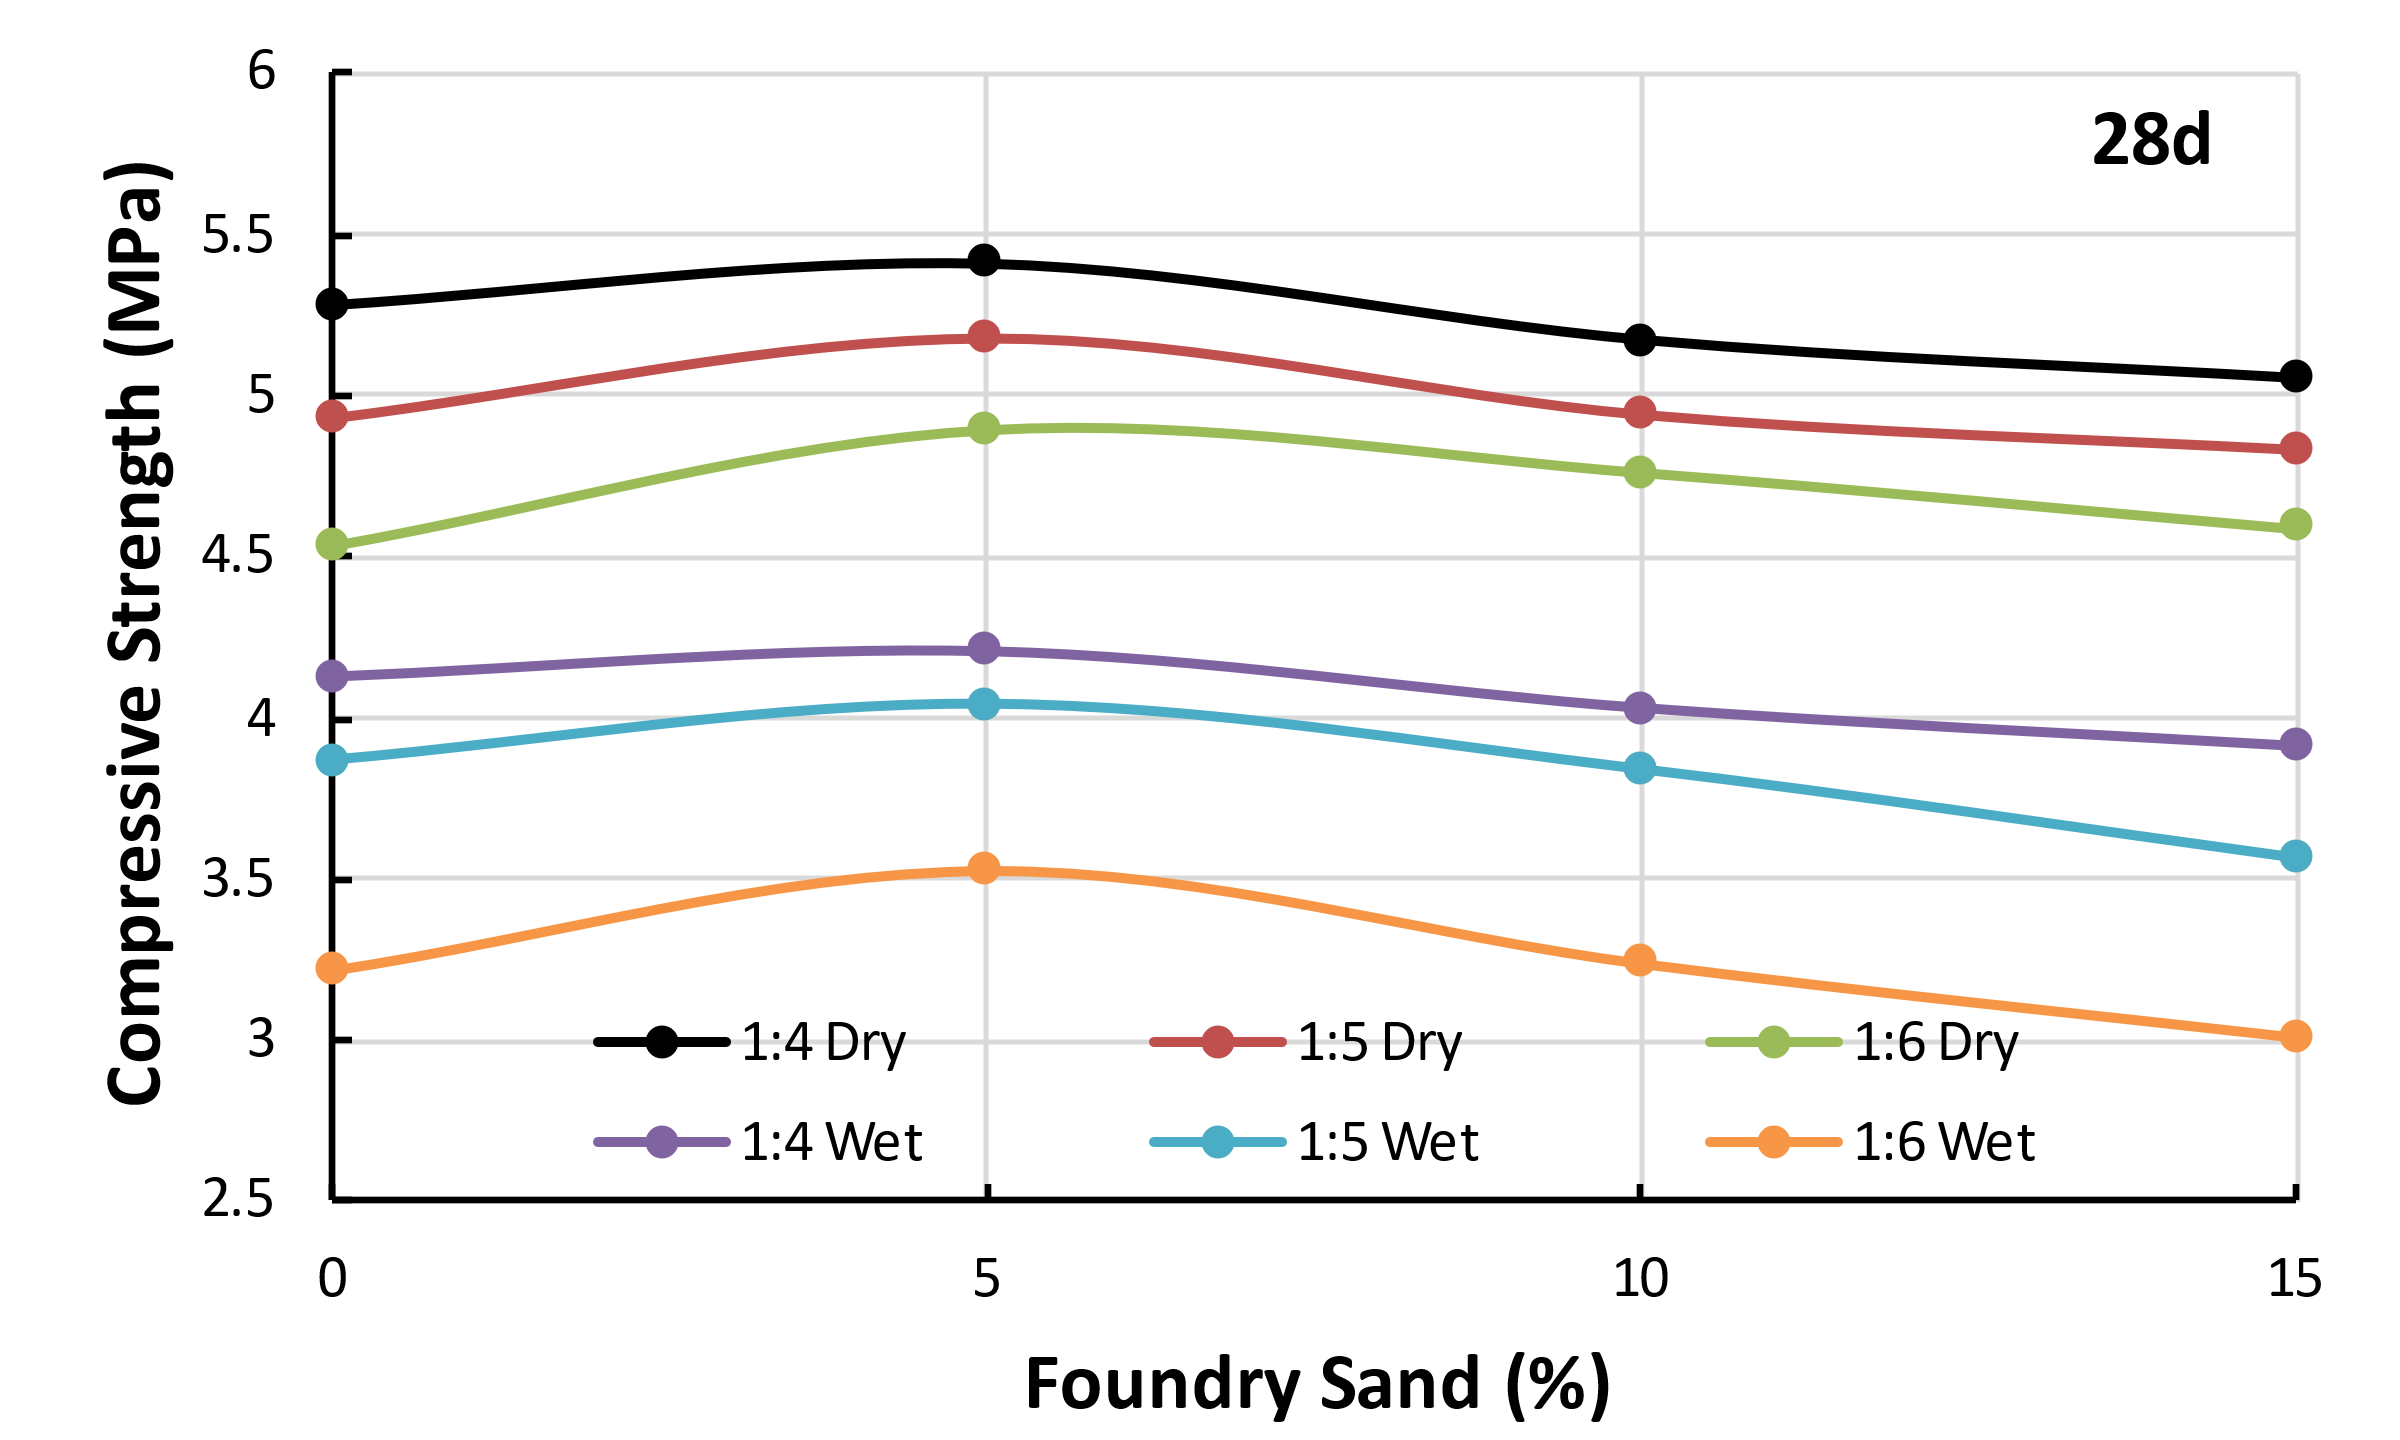 28d
Compressive Strength (MPa)
6
5.5
5
4.5
4
3.5
3
2.5
1:4 Dry 1:5 Dry 1:6 Dry
1:4 Wet 1:5 Wet 1:6 Wet
0 5 10 15
Foundry Sand (%)